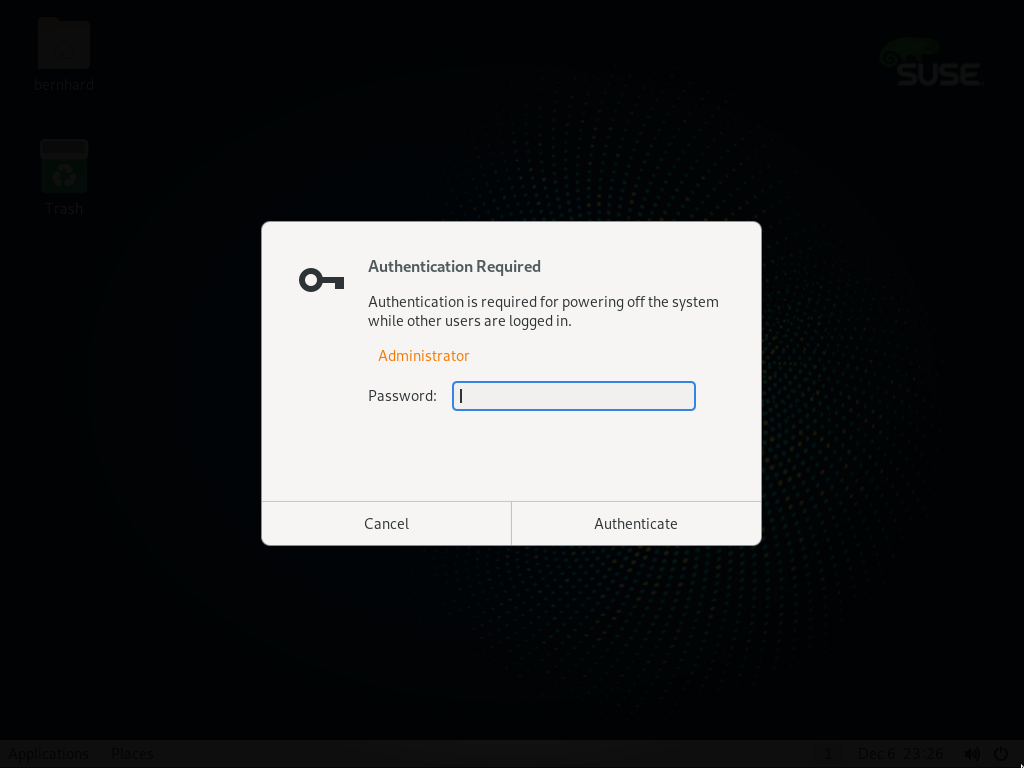 bernhard
SUSE
Trash
Authentication Required
Authentication is required for powering off the system
while other users are logged in.
Administrator
Password:
Cancel
Authenticate
Applications
Places
1
Dec 6 23:26